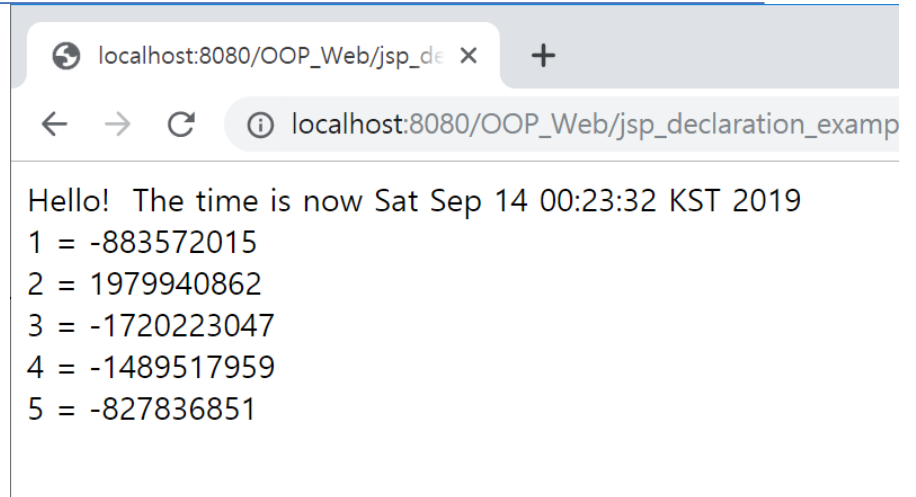 localhost:8080/OOP_Web/jsp_de
localhost:8080/OOP_Web/jsp_declaration_examp
Hello!  The time is now Sat Sep 14 00:23:32 KST 2019
1 = -883572015
2 = 1979940862
3 = -1720223047
4 = -1489517959
5 = -827836851